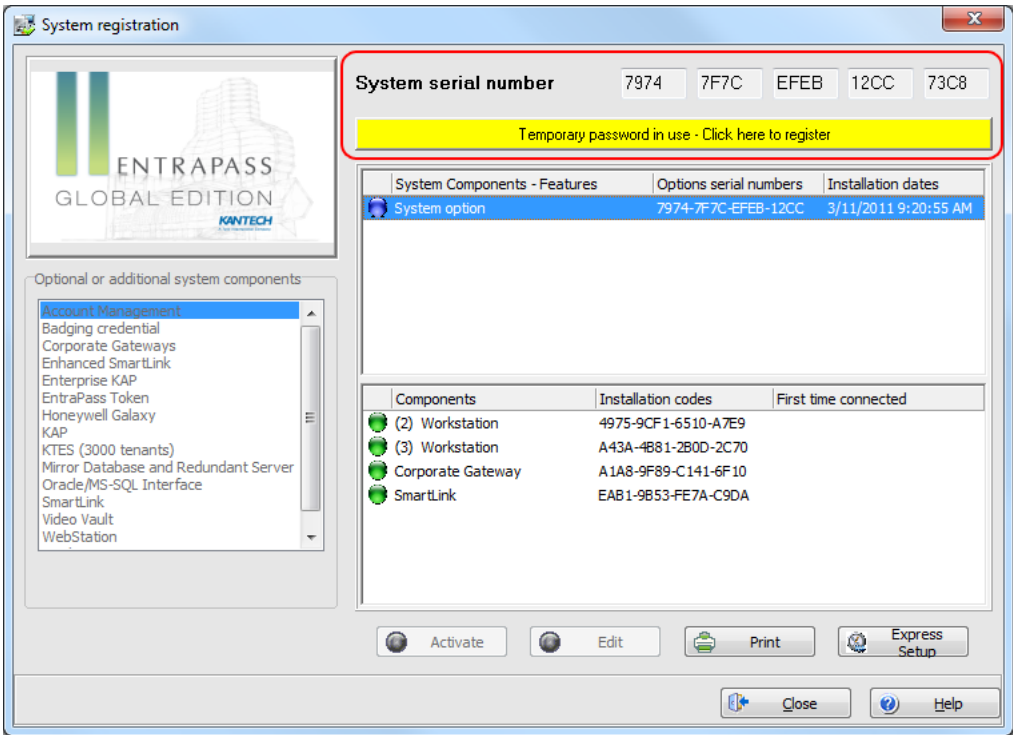 System registration
System serial number 7974 7F7C EFEB 12CC 73C8
Temporary password in use - Click here to register
ENTRAPASS
GLOBAL EDITION
KANTECH
System Components - Features Options serial numbers Installation dates
System option 7974-7F7C-EFEB-12CC 3/11/2011 9:20:55 AM
Optional or additional system components
Account Management
Badging credential
Corporate Gateways
Enhanced SmartLink
Enterprise KAP
EntraPass Token
Honeywell Galaxy
KAP
KTES (3000 tenants)
Mirror Database and Redundant Server
Oracle/MS-SQL Interface
SmartLink
Video Vault
WebStation
Components Installation codes First time connected
(2) Workstation 4975-9CF1-6510-A7E9
(3) Workstation A43A-4B81-2B0D-2C70
Corporate Gateway A1A8-9F89-C141-6F10
SmartLink EAB1-9B53-FE7A-C9DA
Activate Edit Print Express Setup
Close Help